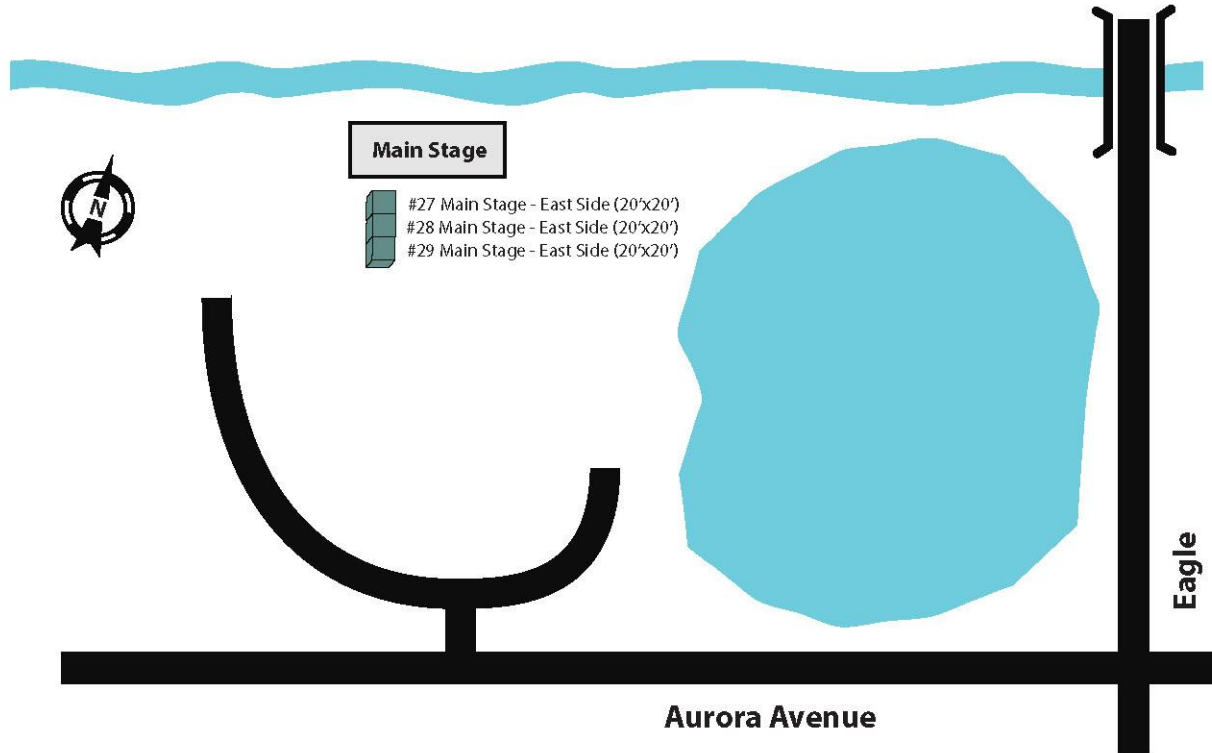 Main Stage
N
#27 Main Stage - East Side (20'x20')
#28 Main Stage - East Side (20'x20')
#29 Main Stage - East Side (20'x20')
Eagle
Aurora Avenue